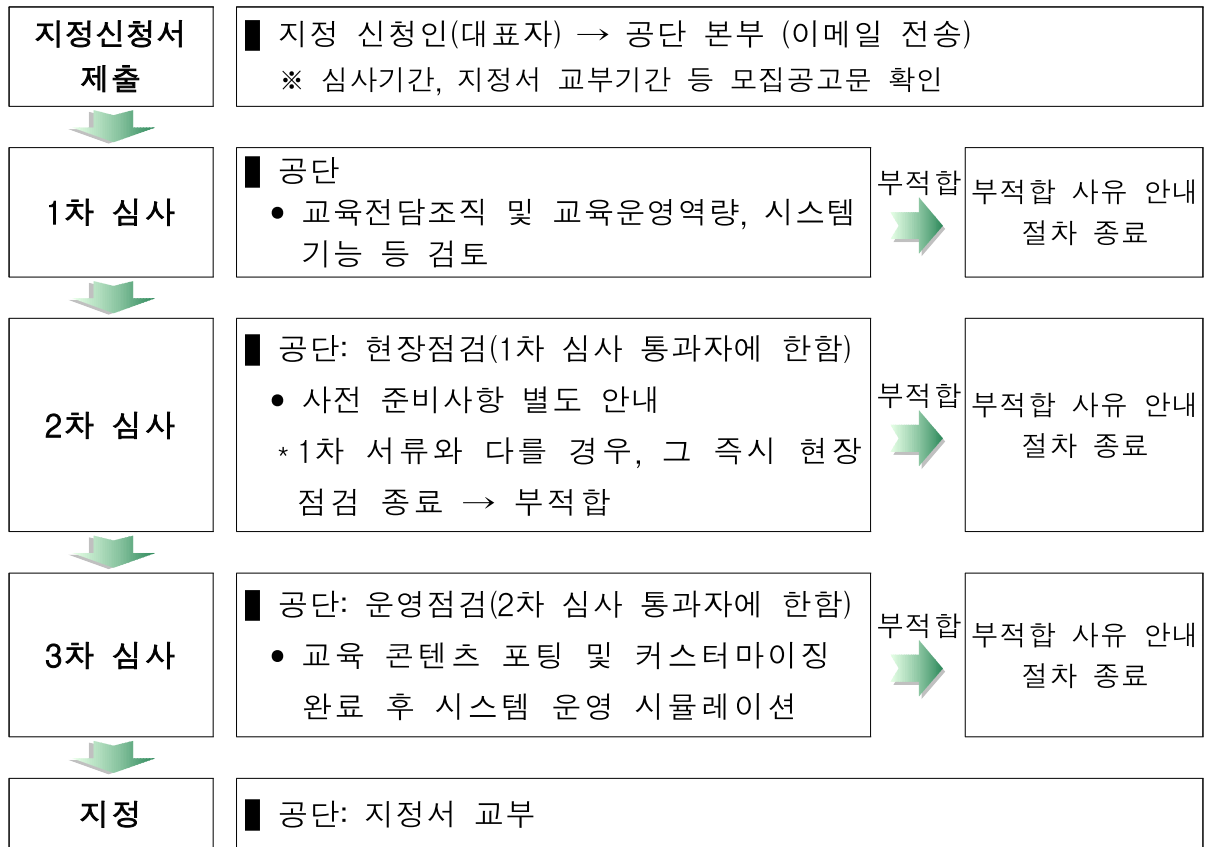 지정신청서
제출
■ 지정 신청인(대표자) → 공단 본부 (이메일 전송)
※ 심사기간, 지정서 교부기간 등 모집공고문 확인
1차 심사
■ 공단
• 교육전담조직 및 교육운영역량, 시스템
기능 등 검토
부적합
부적합 사유 안내
절차 종료
2차 심사
■ 공단: 현장점검(1차 심사 통과자에 한함)
• 사전 준비사항 별도 안내
* 1차 서류와 다를 경우, 그 즉시 현장
점검 종료 → 부적합
부적합
부적합 사유 안내
절차 종료
3차 심사
■ 공단: 운영점검(2차 심사 통과자에 한함)
• 교육 콘텐츠 포팅 및 커스터마이징
완료 후 시스템 운영 시뮬레이션
부적합
부적합 사유 안내
절차 종료
지정
■ 공단: 지정서 교부